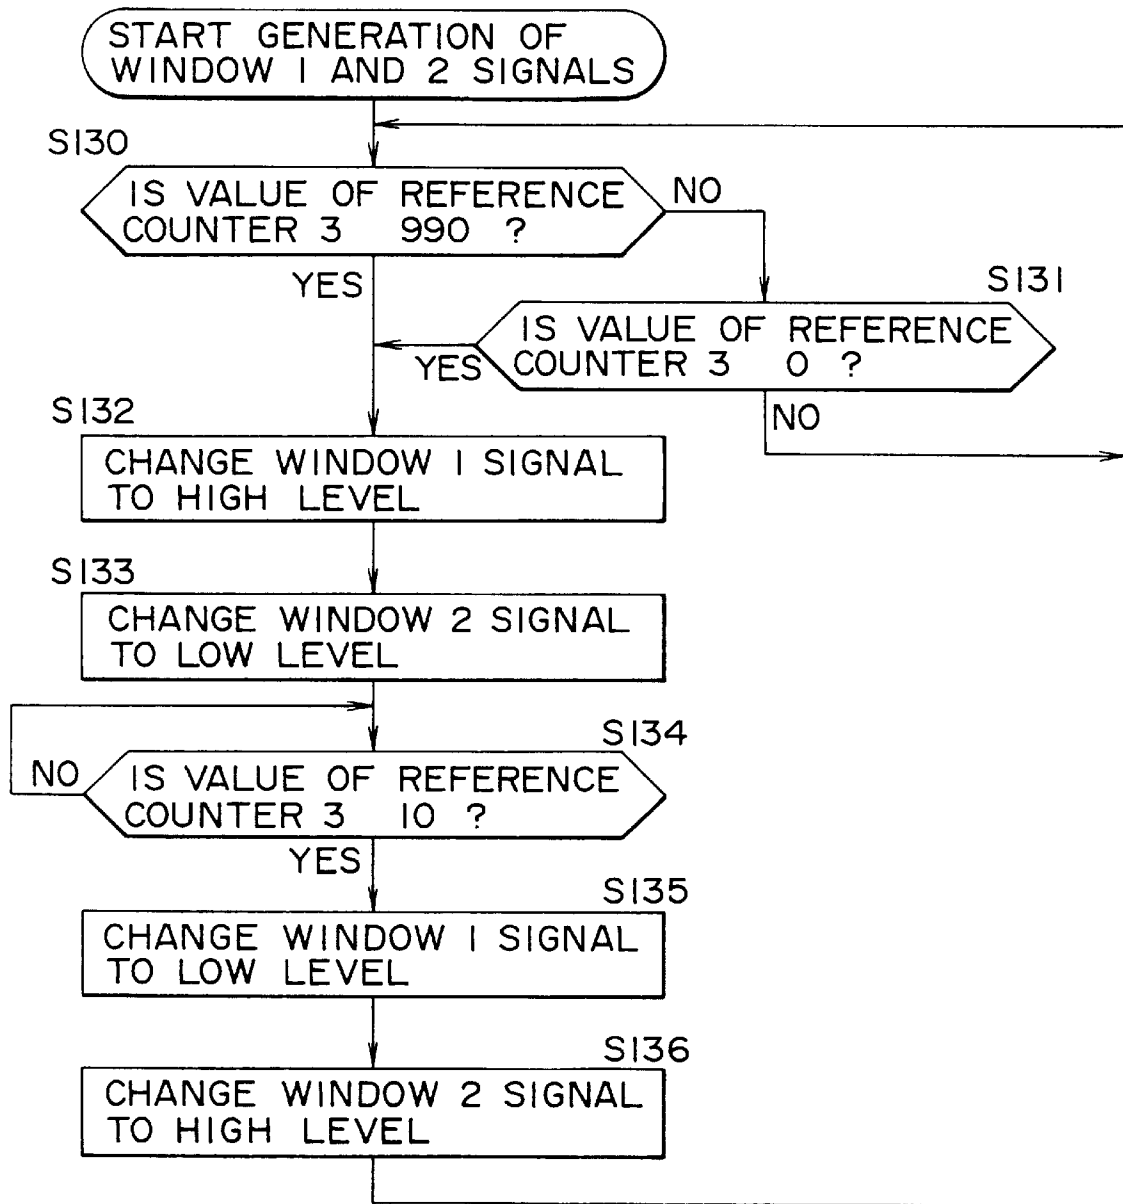 START GENERATION OF
WINDOW 1 AND 2 SIGNALS
S130
IS VALUE OF REFERENCE
COUNTER 3 990 ?
NO
YES
S131
IS VALUE OF REFERENCE
COUNTER 3 0 ?
YES
NO
S132
CHANGE WINDOW 1 SIGNAL
TO HIGH LEVEL
S133
CHANGE WINDOW 2 SIGNAL
TO LOW LEVEL
S134
NO
IS VALUE OF REFERENCE
COUNTER 3 10 ?
YES
S135
CHANGE WINDOW 1 SIGNAL
TO LOW LEVEL
S136
CHANGE WINDOW 2 SIGNAL
TO HIGH LEVEL